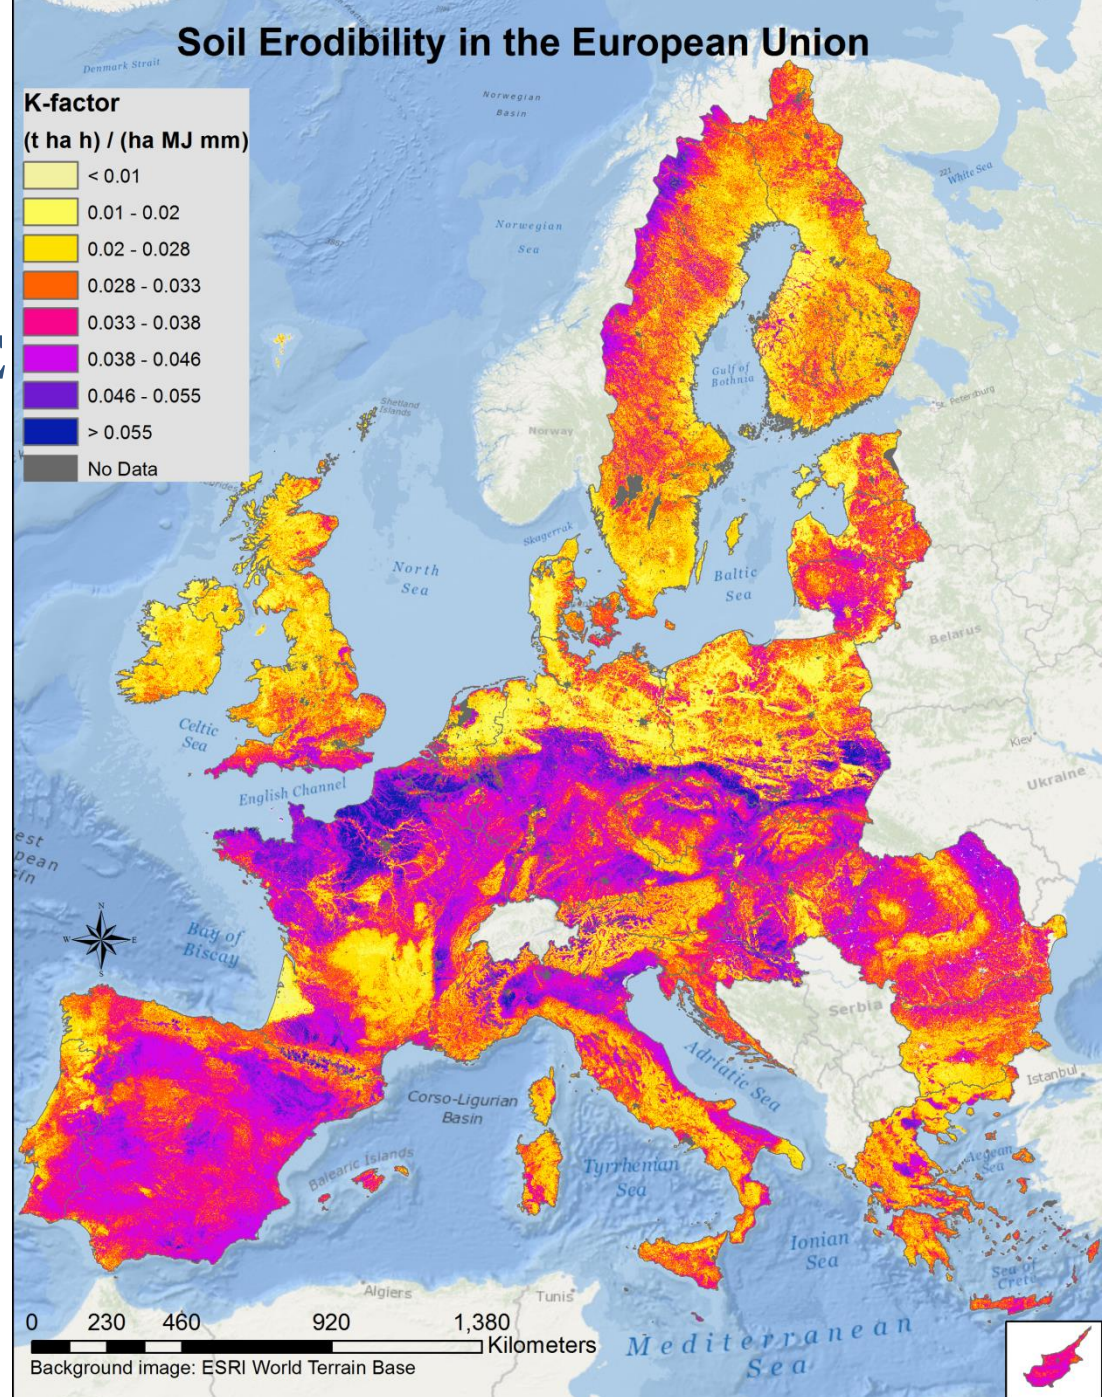 Soil Erodibility in the European Union
K-factor
(t ha h) / (ha MJ mm)
< 0.01
0.01 - 0.02
0.02 - 0.028
0.028 - 0.033
0.033 - 0.038
0.038 - 0.046
0.046 - 0.055
> 0.055
No Data
Denmark Strait
Norwegian
Basin
Norwegian
Sea
221
White Sea
Gulf of
Bothnia
St. Petersburg
Norway
Shetland
Islands
Skagerrak
North
Sea
Baltic
Sea
Belarus
Celtic
Sea
English Channel
Kiev
Ukraine
Bay of
Biscay
N
W
E
S
Serbia
Istanbul
Adriatic Sea
Corso-Ligurian
Basin
Balearic Islands
Tyrrhenian
Sea
Aegean
Sea
Ionian
Sea
Sea of
Crete
Algiers
Tunis
Mediterranean
Sea
0 230 460 920 1,380
Kilometers
Background image: ESRI World Terrain Base